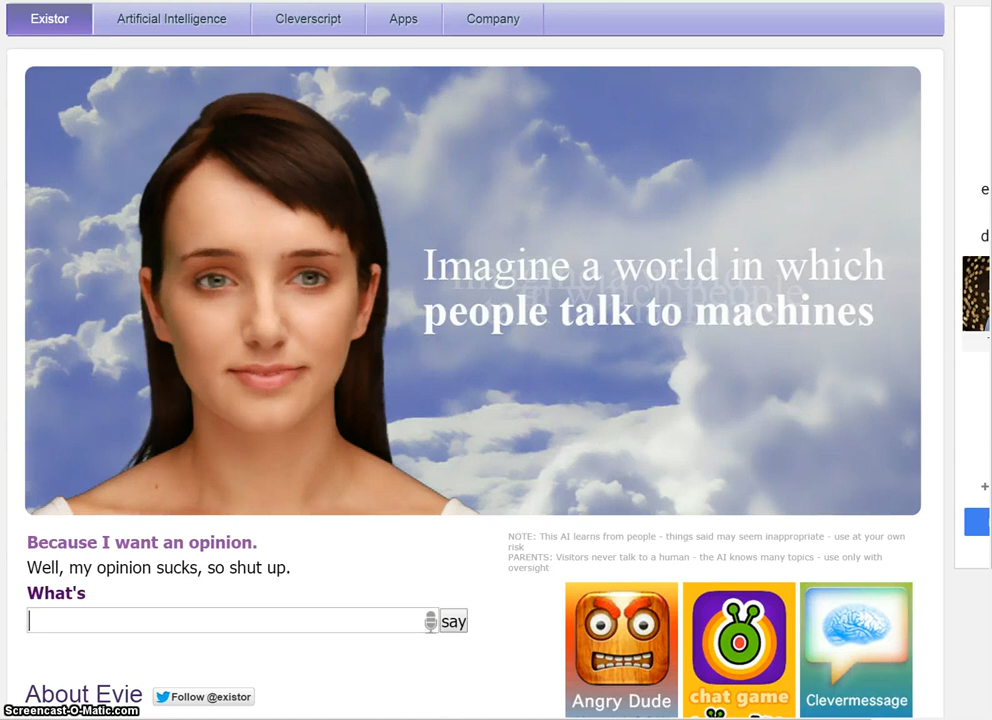 Existor
Artificial Intelligence
Cleverscript
Apps
Company
Imagine a world in which
people talk to machines
Because I want an opinion.
Well, my opinion sucks, so shut up.
What's
say
NOTE: This AI learns from people - things said may seem inappropriate - use at your own
risk
PARENTS: Visitors never talk to a human - the AI knows many topics - use only with
oversight
Angry Dude
chat game
Clevermessage
About Evie
Follow @existor
Screencast-O-Matic.com
e
d
+